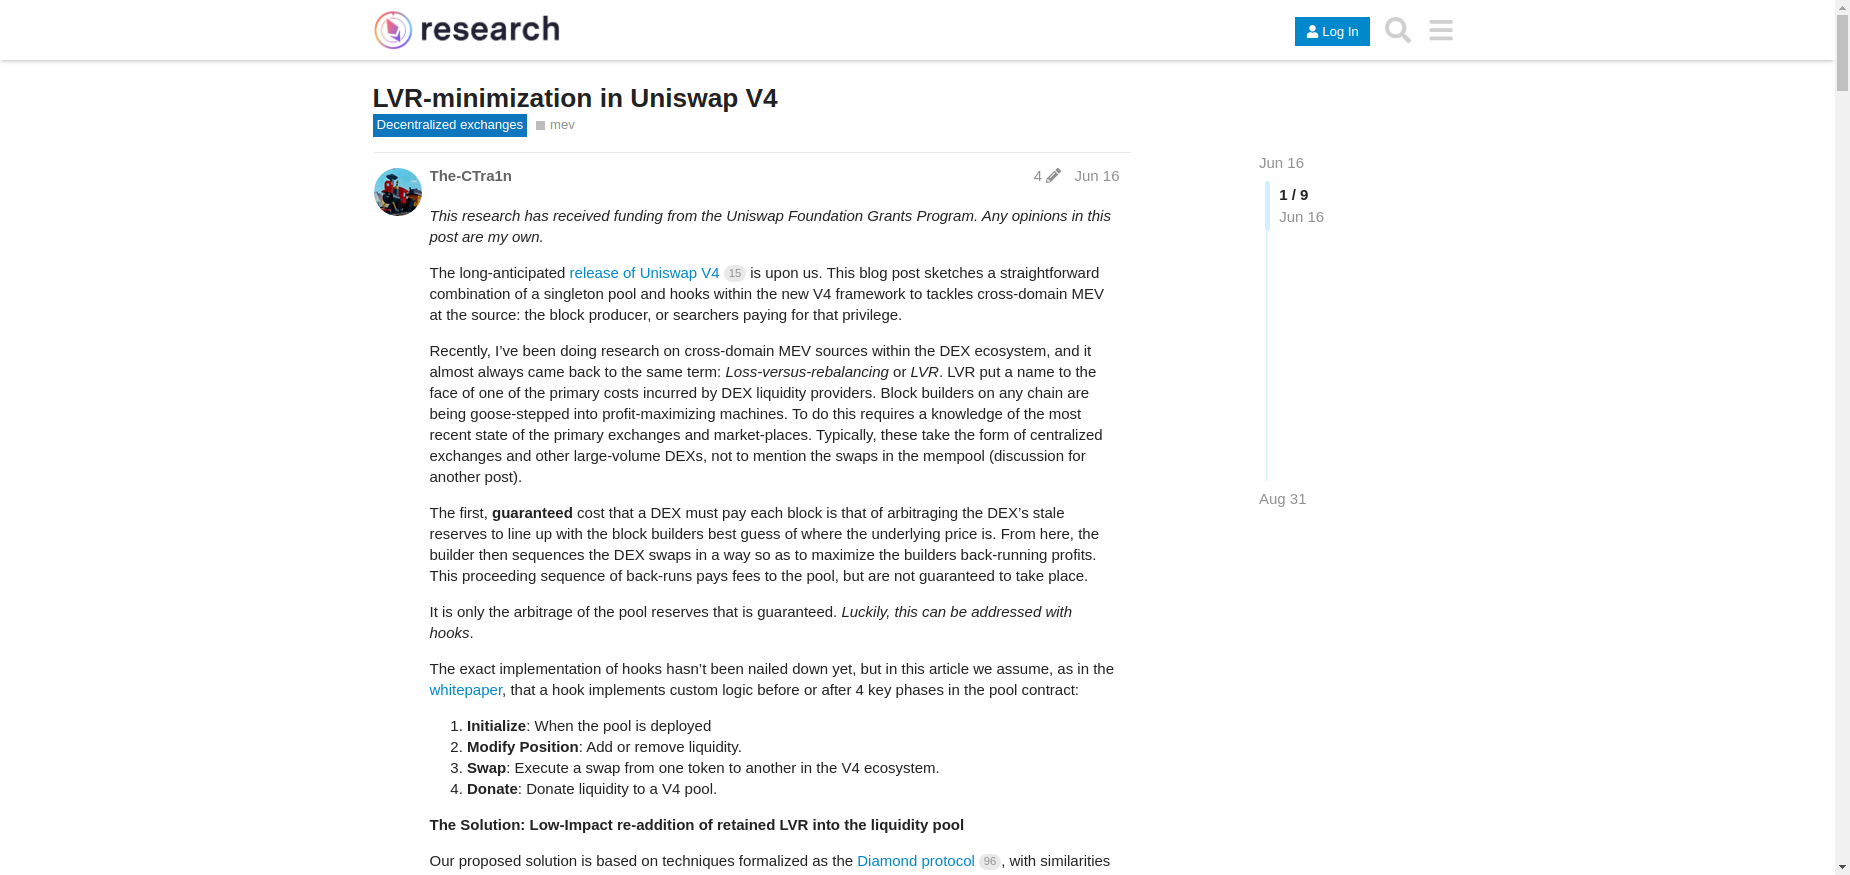 research
Log In
LVR-minimization in Uniswap V4
Decentralized exchanges mev
The-CTra1n 4 Jun 16
This research has received funding from the Uniswap Foundation Grants Program. Any opinions in this
post are my own.
The long-anticipated release of Uniswap V4 15 is upon us. This blog post sketches a straightforward
combination of a singleton pool and hooks within the new V4 framework to tackles cross-domain MEV
at the source: the block producer, or searchers paying for that privilege.
Recently, I’ve been doing research on cross-domain MEV sources within the DEX ecosystem, and it
almost always came back to the same term: Loss-versus-rebalancing or LVR. LVR put a name to the
face of one of the primary costs incurred by DEX liquidity providers. Block builders on any chain are
being goose-stepped into profit-maximizing machines. To do this requires a knowledge of the most
recent state of the primary exchanges and market-places. Typically, these take the form of centralized
exchanges and other large-volume DEXs, not to mention the swaps in the mempool (discussion for
another post).
The first, guaranteed cost that a DEX must pay each block is that of arbitraging the DEX’s stale
reserves to line up with the block builders best guess of where the underlying price is. From here, the
builder then sequences the DEX swaps in a way so as to maximize the builders back-running profits.
This proceeding sequence of back-runs pays fees to the pool, but are not guaranteed to take place.
It is only the arbitrage of the pool reserves that is guaranteed. Luckily, this can be addressed with
hooks.
The exact implementation of hooks hasn’t been nailed down yet, but in this article we assume, as in the
whitepaper, that a hook implements custom logic before or after 4 key phases in the pool contract:
1. Initialize: When the pool is deployed
2. Modify Position: Add or remove liquidity.
3. Swap: Execute a swap from one token to another in the V4 ecosystem.
4. Donate: Donate liquidity to a V4 pool.
The Solution: Low-Impact re-addition of retained LVR into the liquidity pool
Our proposed solution is based on techniques formalized as the Diamond protocol 96, with similarities
Jun 16
1 / 9
Jun 16
Aug 31